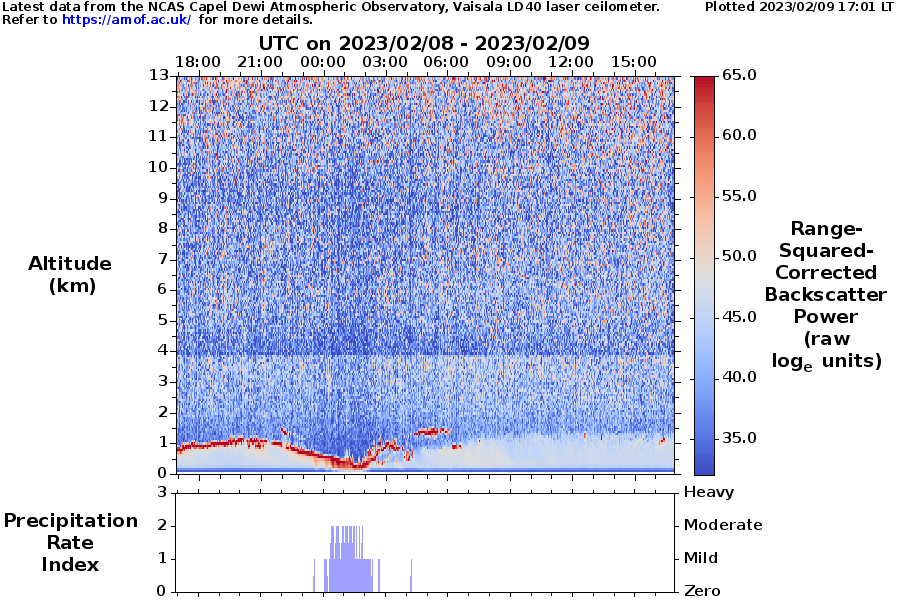 Latest data from the NCAS Capel Dewi Atmospheric Observatory, Vaisala LD40 laser ceilometer. Plotted 2023/02/09 17:01 LT
Refer to https://amof.ac.uk/ for more details.
UTC on 2023/02/08 - 2023/02/09
18:00 21:00 00:00 03:00 06:00 09:00 12:00 15:00
13
12
11
10
9
8
7
6
5
4
3
2
1
0
Altitude
(km)
65.0
60.0
55.0
50.0
45.0
40.0
35.0
Range-
Squared-
Corrected
Backscatter
Power
(raw
logₑ units)
Precipitation
Rate
Index
3
2
1
0
Heavy
Moderate
Mild
Zero